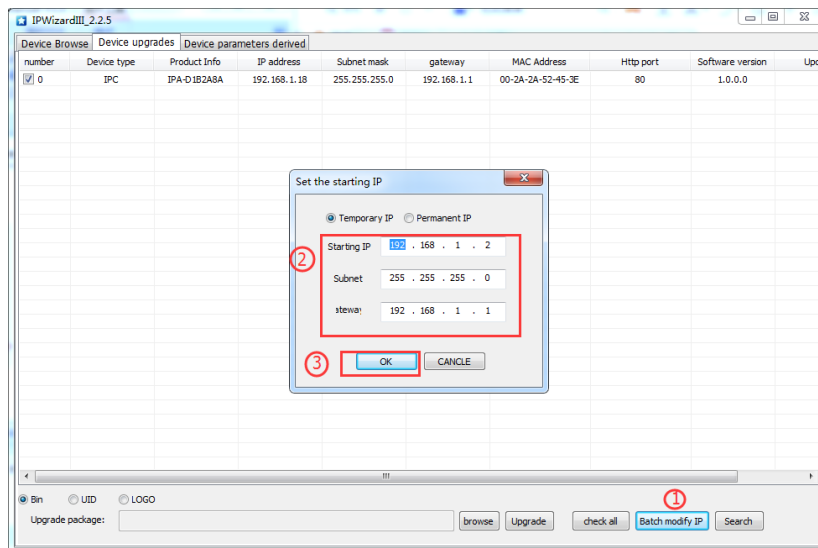 IPWizardIII_2.2.5
Device Browse Device upgrades Device parameters derived
number Device type Product Info IP address Subnet mask gateway MAC Address Http port Software version Upd
0 IPC IPA-D1B2A8A 192.168.1.18 255.255.255.0 192.168.1.1 00-2A-2A-52-45-3E 80 1.0.0.0
Set the starting IP
Temporary IP Permanent IP
② Starting IP 192 . 168 . 1 . 2
Subnet 255 . 255 . 255 . 0
ateway 192 . 168 . 1 . 1
③ OK CANCLE
Bin UID LOGO ①
Upgrade package: browse Upgrade check all Batch modify IP Search